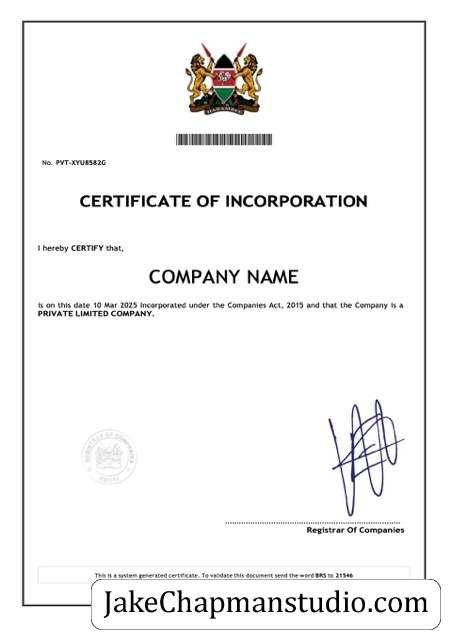 HARAMBEE
No. PVT-XYU8582G
CERTIFICATE OF INCORPORATION
I hereby CERTIFY that,
COMPANY NAME
is on this date 10 Mar 2025 Incorporated under the Companies Act, 2015 and that the Company is a
PRIVATE LIMITED COMPANY.
REGISTRAR OF COMPANIES
Registrar Of Companies
This is a system generated certificate. To validate this document send the word BRS to 21546
JakeChapmanstudio.com